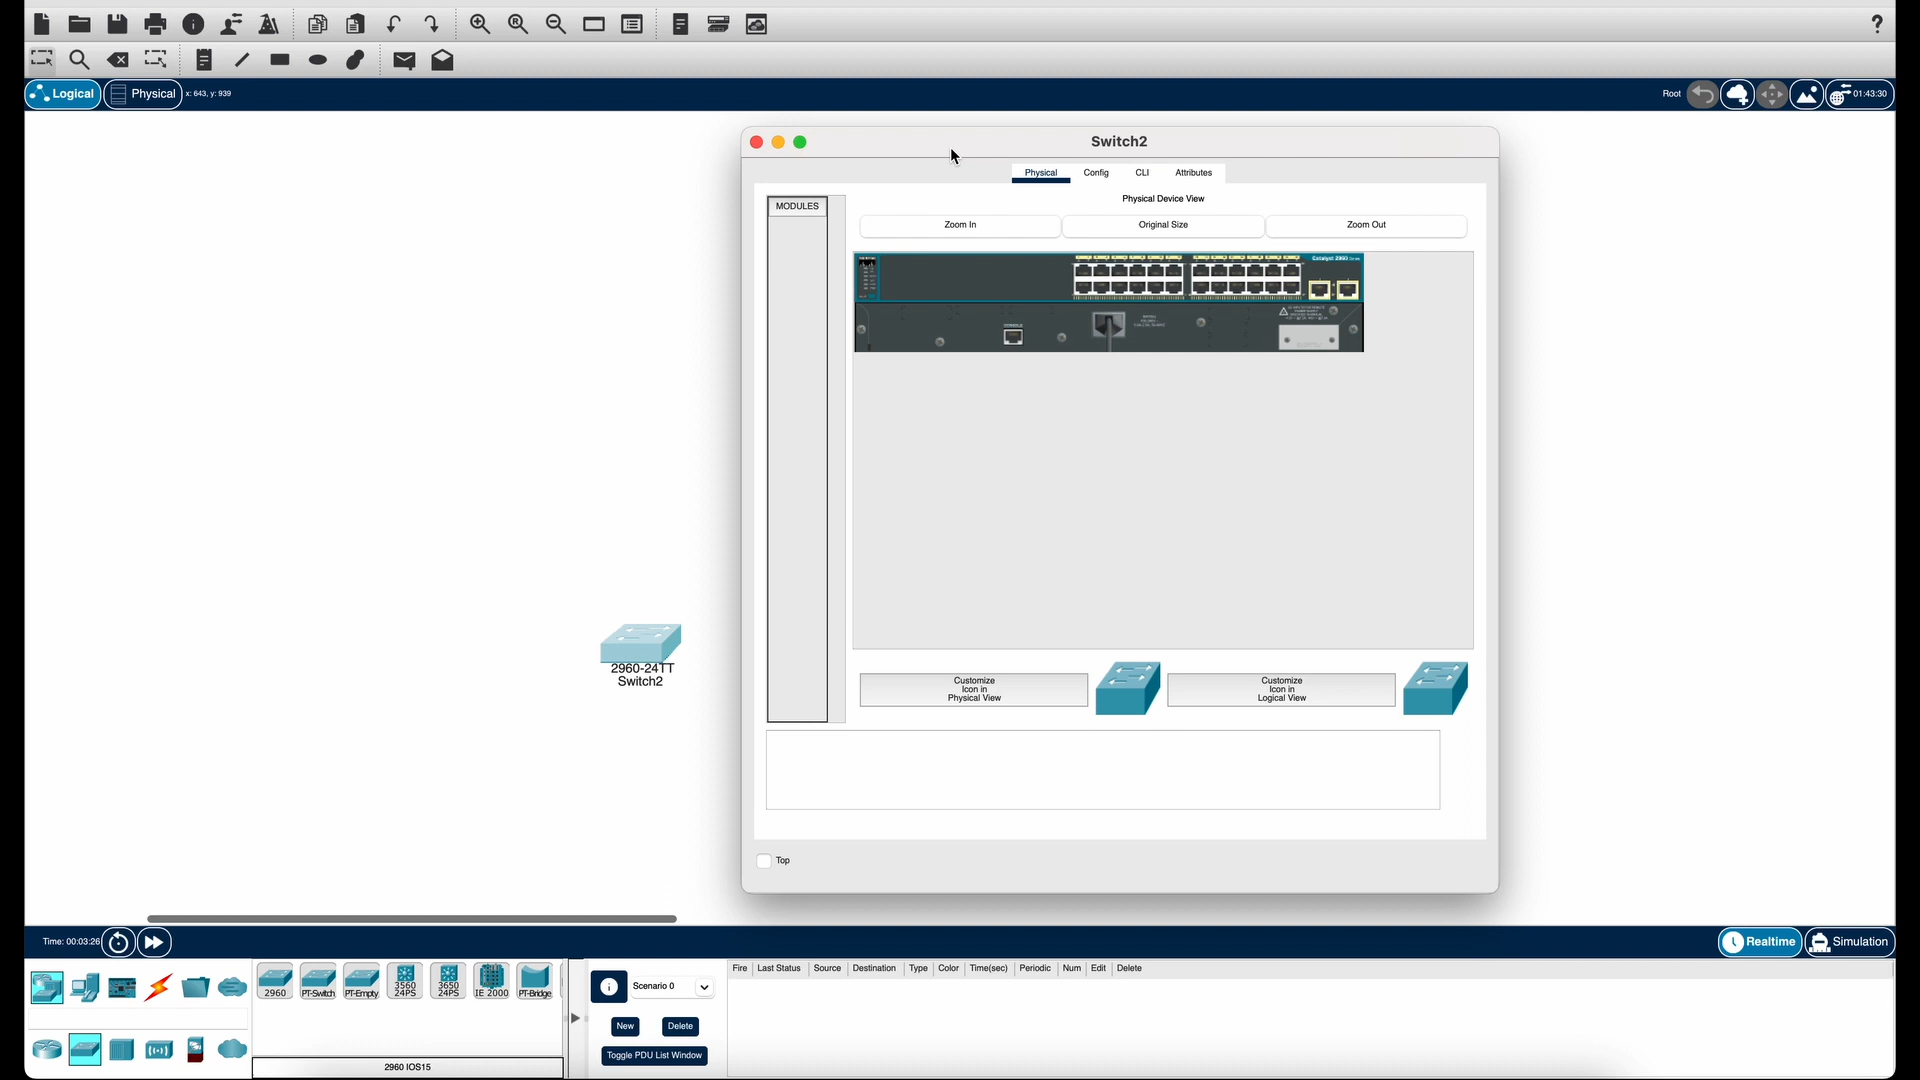 Logical
Physical
x: 643, y: 939
Root
01:43:30
Switch2
Physical
Config
CLI
Attributes
MODULES
Physical Device View
Zoom In
Original Size
Zoom Out
Catalyst 2960
2960-24TT
Switch2
Customize
Icon in
Physical View
Customize
Icon in
Logical View
Top
Time: 00:03:26
Realtime
Simulation
2960
PT-Switch
PT-Empty
3560
24PS
3650
24PS
IE 2000
PT-Bridge
Scenario 0
New
Delete
Toggle PDU List Window
Fire
Last Status
Source
Destination
Type
Color
Time(sec)
Periodic
Num
Edit
Delete
2960 IOS15